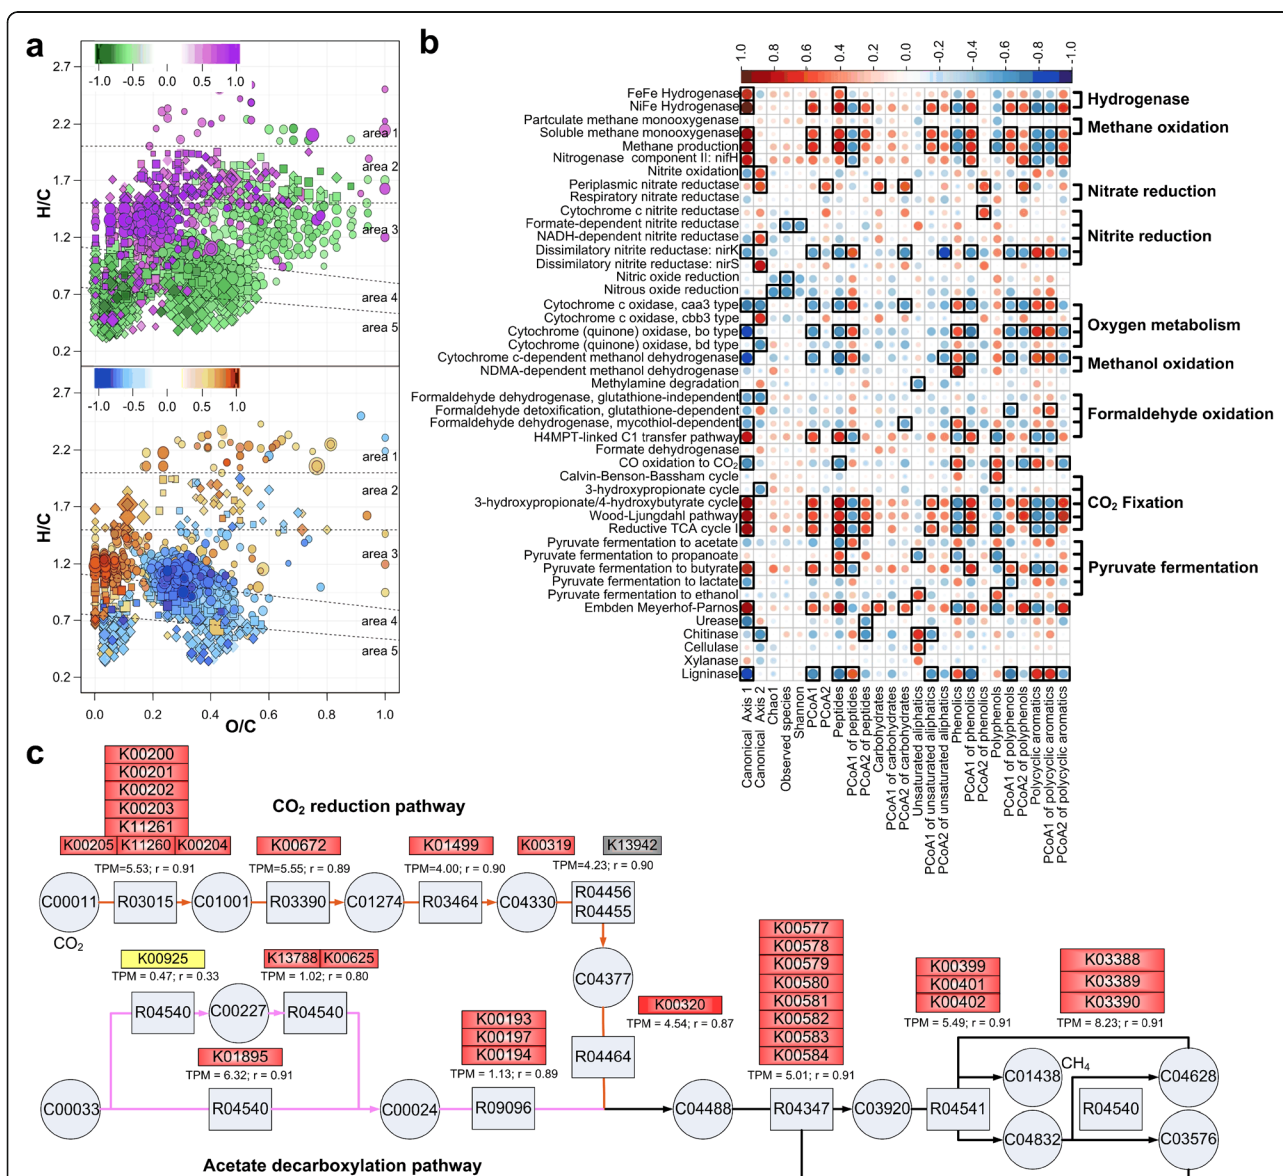 a
-1.0 -0.5 0.0 0.5 1.0
2.7
2.2
1.7
1.2
0.7
0.2
H/C
area 1
area 2
area 3
area 4
area 5
-1.0 -0.5 0.0 0.5 1.0
2.7
2.2
1.7
1.2
0.7
0.2
H/C
area 1
area 2
area 3
area 4
area 5
0.0 0.2 0.4 0.6 0.8 1.0
O/C
b
1.0 0.8 0.6 0.4 0.2 0.0 -0.2 -0.4 -0.6 -0.8 -1.0
FeFe Hydrogenase
NiFe Hydrogenase
Partculate methane monooxygenase
Soluble methane monooxygenase
Methane production
Nitrogenase component II: nifH
Nitrite oxidation
Periplasmic nitrate reductase
Respiratory nitrate reductase
Cytochrome c nitrite reductase
Formate-dependent nitrite reductase
NADH-dependent nitrite reductase
Dissimilatory nitrite reductase: nirK
Dissimilatory nitrite reductase: nirS
Nitric oxide reduction
Nitrous oxide reduction
Cytochrome c oxidase, caa3 type
Cytochrome c oxidase, cbb3 type
Cytochrome (quinone) oxidase, bo type
Cytochrome (quinone) oxidase, bd type
Cytochrome c-dependent methanol dehydrogenase
NDMA-dependent methanol dehydrogenase
Methylamine degradation
Formaldehyde dehydrogenase, glutathione-independent
Formaldehyde detoxification, glutathione-dependent
Formaldehyde dehydrogenase, mycothiol-dependent
H4MPT-linked C1 transfer pathway
Formate dehydrogenase
CO oxidation to CO₂
Calvin-Benson-Bassham cycle
3-hydroxypropionate cycle
3-hydroxypropionate/4-hydroxybutyrate cycle
Wood-Ljungdahl pathway
Reductive TCA cycle I
Pyruvate fermentation to acetate
Pyruvate fermentation to propanoate
Pyruvate fermentation to butyrate
Pyruvate fermentation to lactate
Pyruvate fermentation to ethanol
Embden Meyerhof-Parnos
Urease
Chitinase
Cellulase
Xylanase
Ligninase
Hydrogenase
Methane oxidation
Nitrate reduction
Nitrite reduction
Oxygen metabolism
Methanol oxidation
Formaldehyde oxidation
CO₂ Fixation
Pyruvate fermentation
Canonical Axis 1
Canonical Axis 2
Chao1
Observed species
Shannon
PCoA1
PCoA2
Peptides
PCoA1 of peptides
PCoA2 of peptides
Carbohydrates
PCoA1 of carbohydrates
PCoA2 of carbohydrates
Unsaturated aliphatics
PCoA1 of unsaturated aliphatics
PCoA2 of unsaturated aliphatics
Phenolics
PCoA1 of phenolics
PCoA2 of phenolics
Polyphenols
PCoA1 of polyphenols
PCoA2 of polyphenols
Polycyclic aromatics
PCoA1 of polycyclic aromatics
PCoA2 of polycyclic aromatics
c
CO₂ reduction pathway
K00200
K00201
K00202
K00203
K11261
K00205 K11260 K00204
TPM=5.53; r = 0.91
K00672
TPM=5.55; r = 0.89
K01499
TPM=4.00; r = 0.90
K00319 K13942
TPM=4.23; r = 0.90
C00011 R03015 C01001 R03390 C01274 R03464 C04330 R04456
R04455
CO₂
C04377
K00320
TPM = 4.54; r = 0.87
R04464
K00925
TPM = 0.47; r = 0.33
K13788 K00625
TPM = 1.02; r = 0.80
R04540 C00227 R04540
K01895
TPM = 6.32; r = 0.91
K00193
K00197
K00194
TPM = 1.13; r = 0.89
K00577
K00578
K00579
K00580
K00581
K00582
K00583
K00584
TPM = 5.01; r = 0.91
K00399
K00401
K00402
TPM = 5.49; r = 0.91
K03388
K03389
K03390
TPM = 8.23; r = 0.91
C00033 R04540 C00024 R09096 C04488 R04347 C03920 R04541
C01438 CH₄ C04628
R04540
C04832 C03576
Acetate decarboxylation pathway